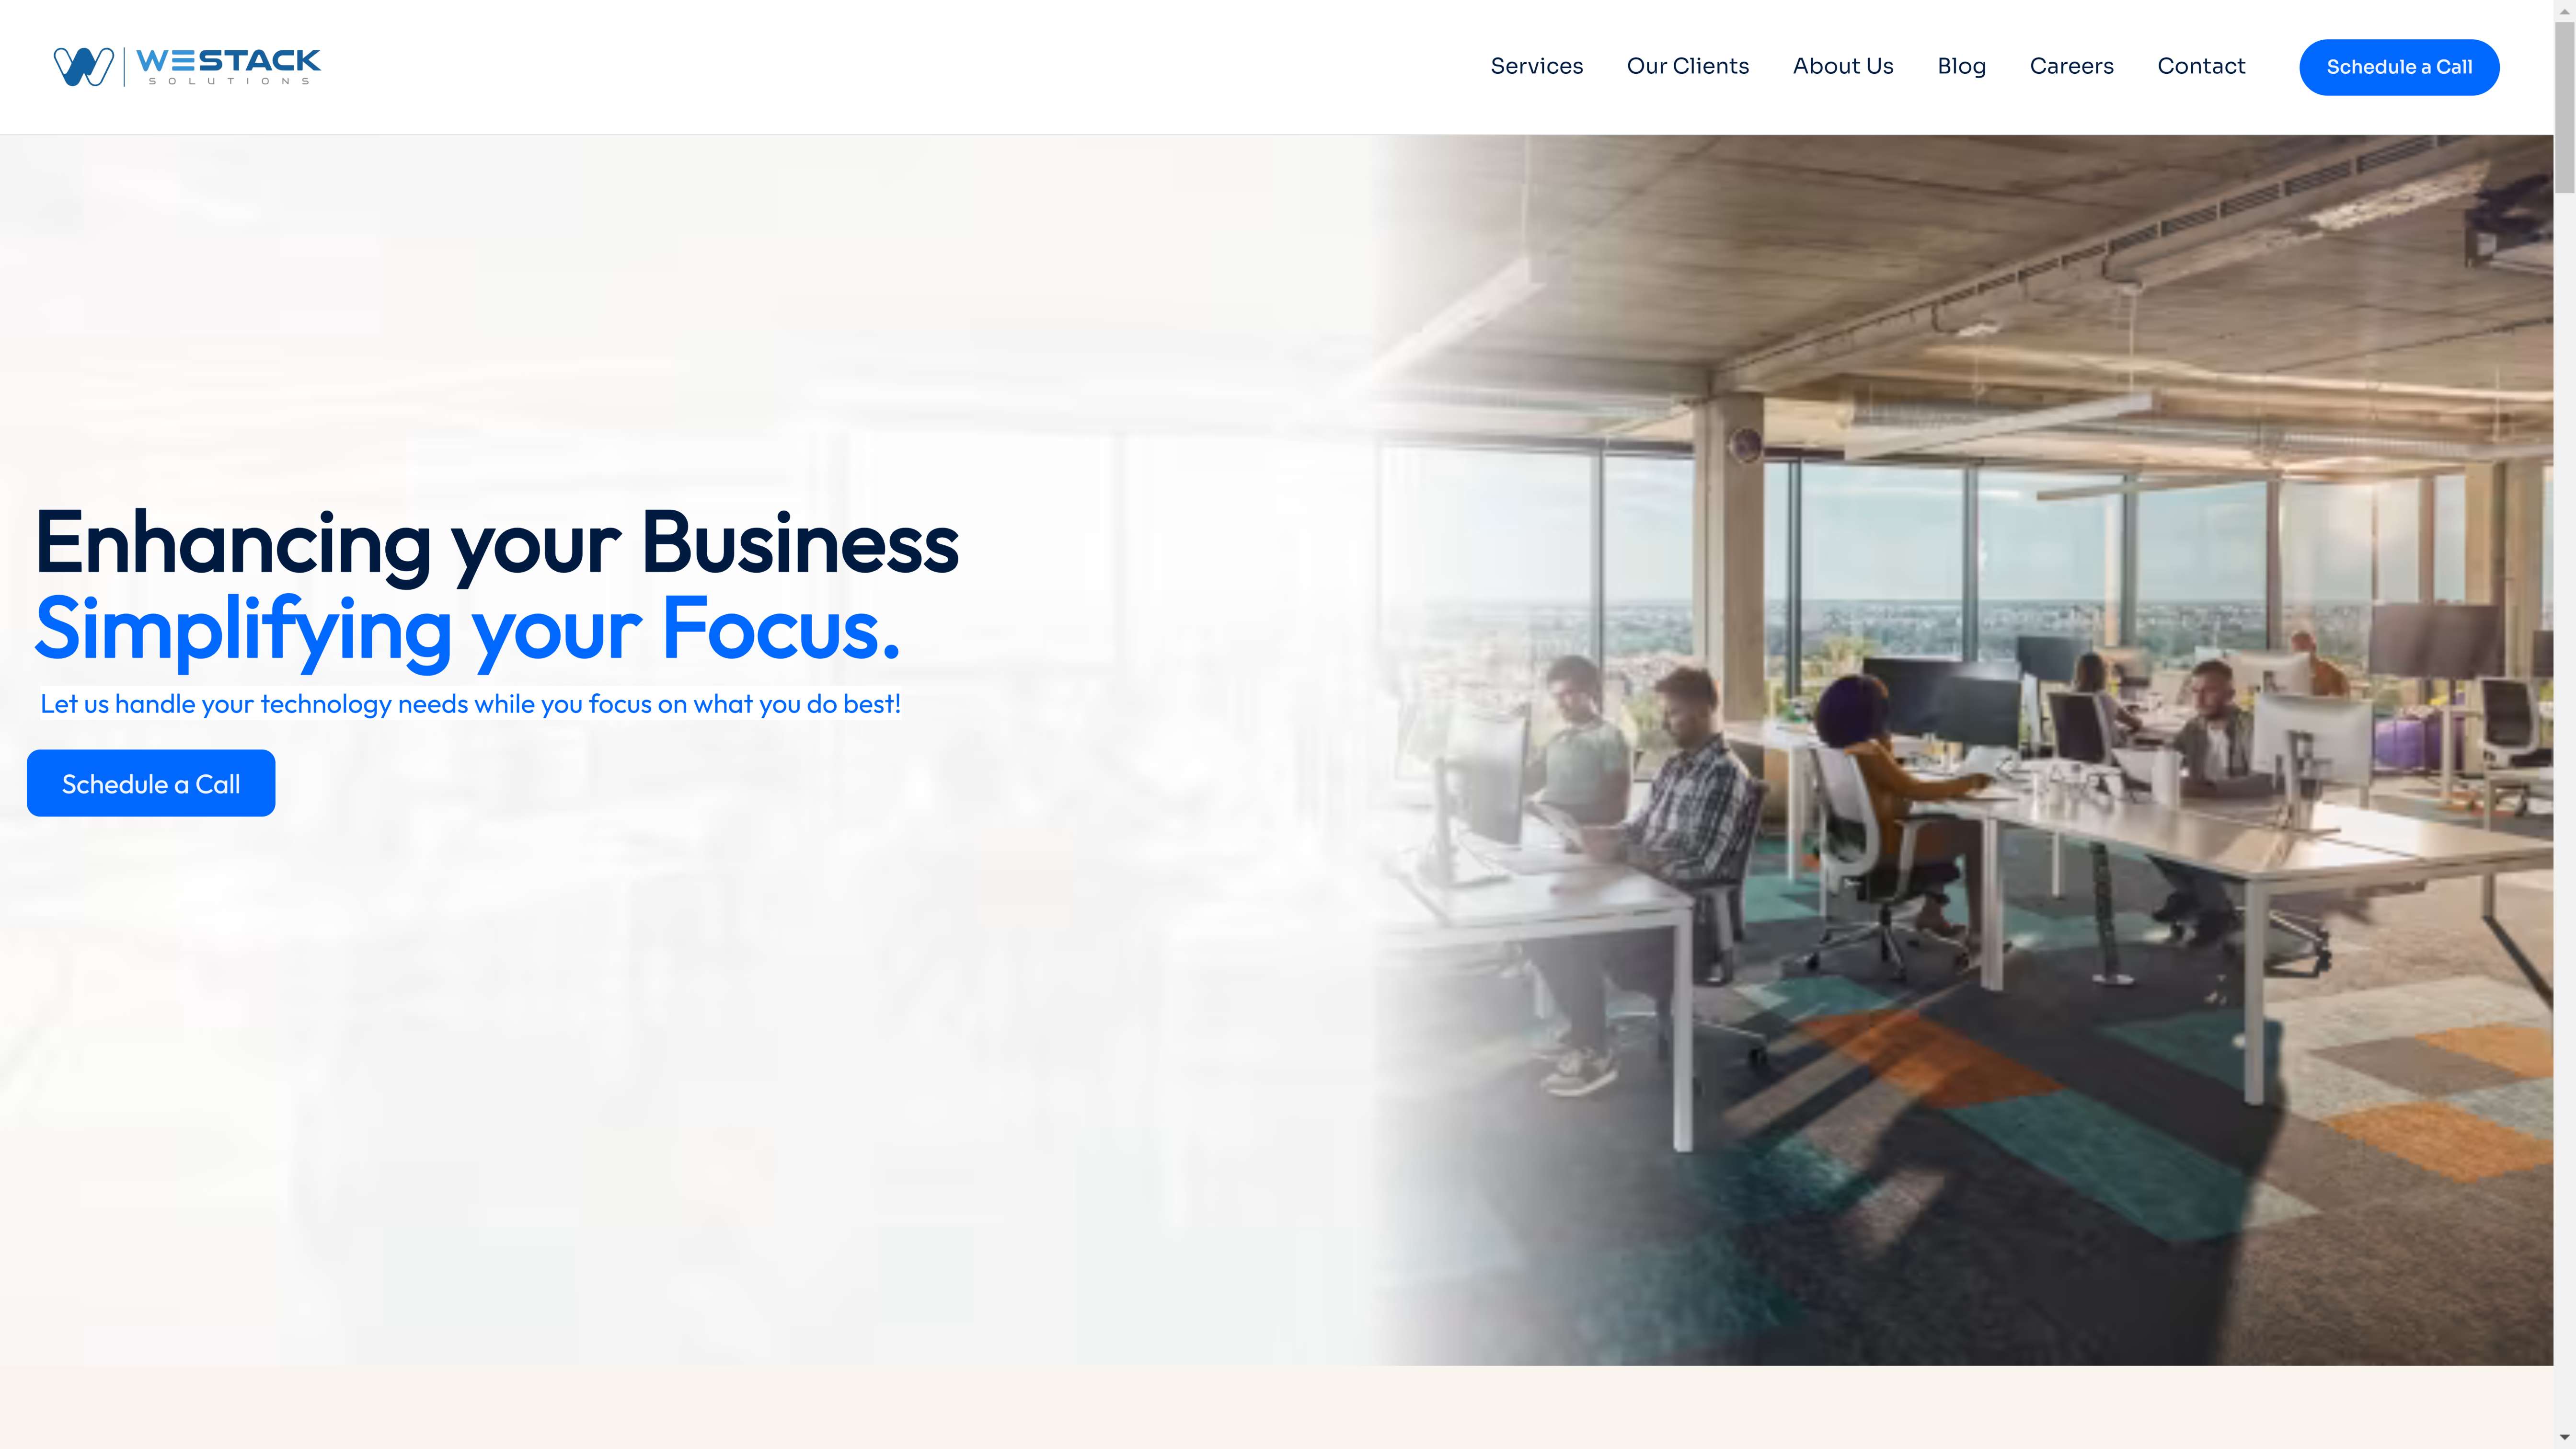 WESTACK
SOLUTIONS
Services
Our Clients
About Us
Blog
Careers
Contact
Schedule a Call
Enhancing your Business
Simplifying your Focus.
Let us handle your technology needs while you focus on what you do best!
Schedule a Call